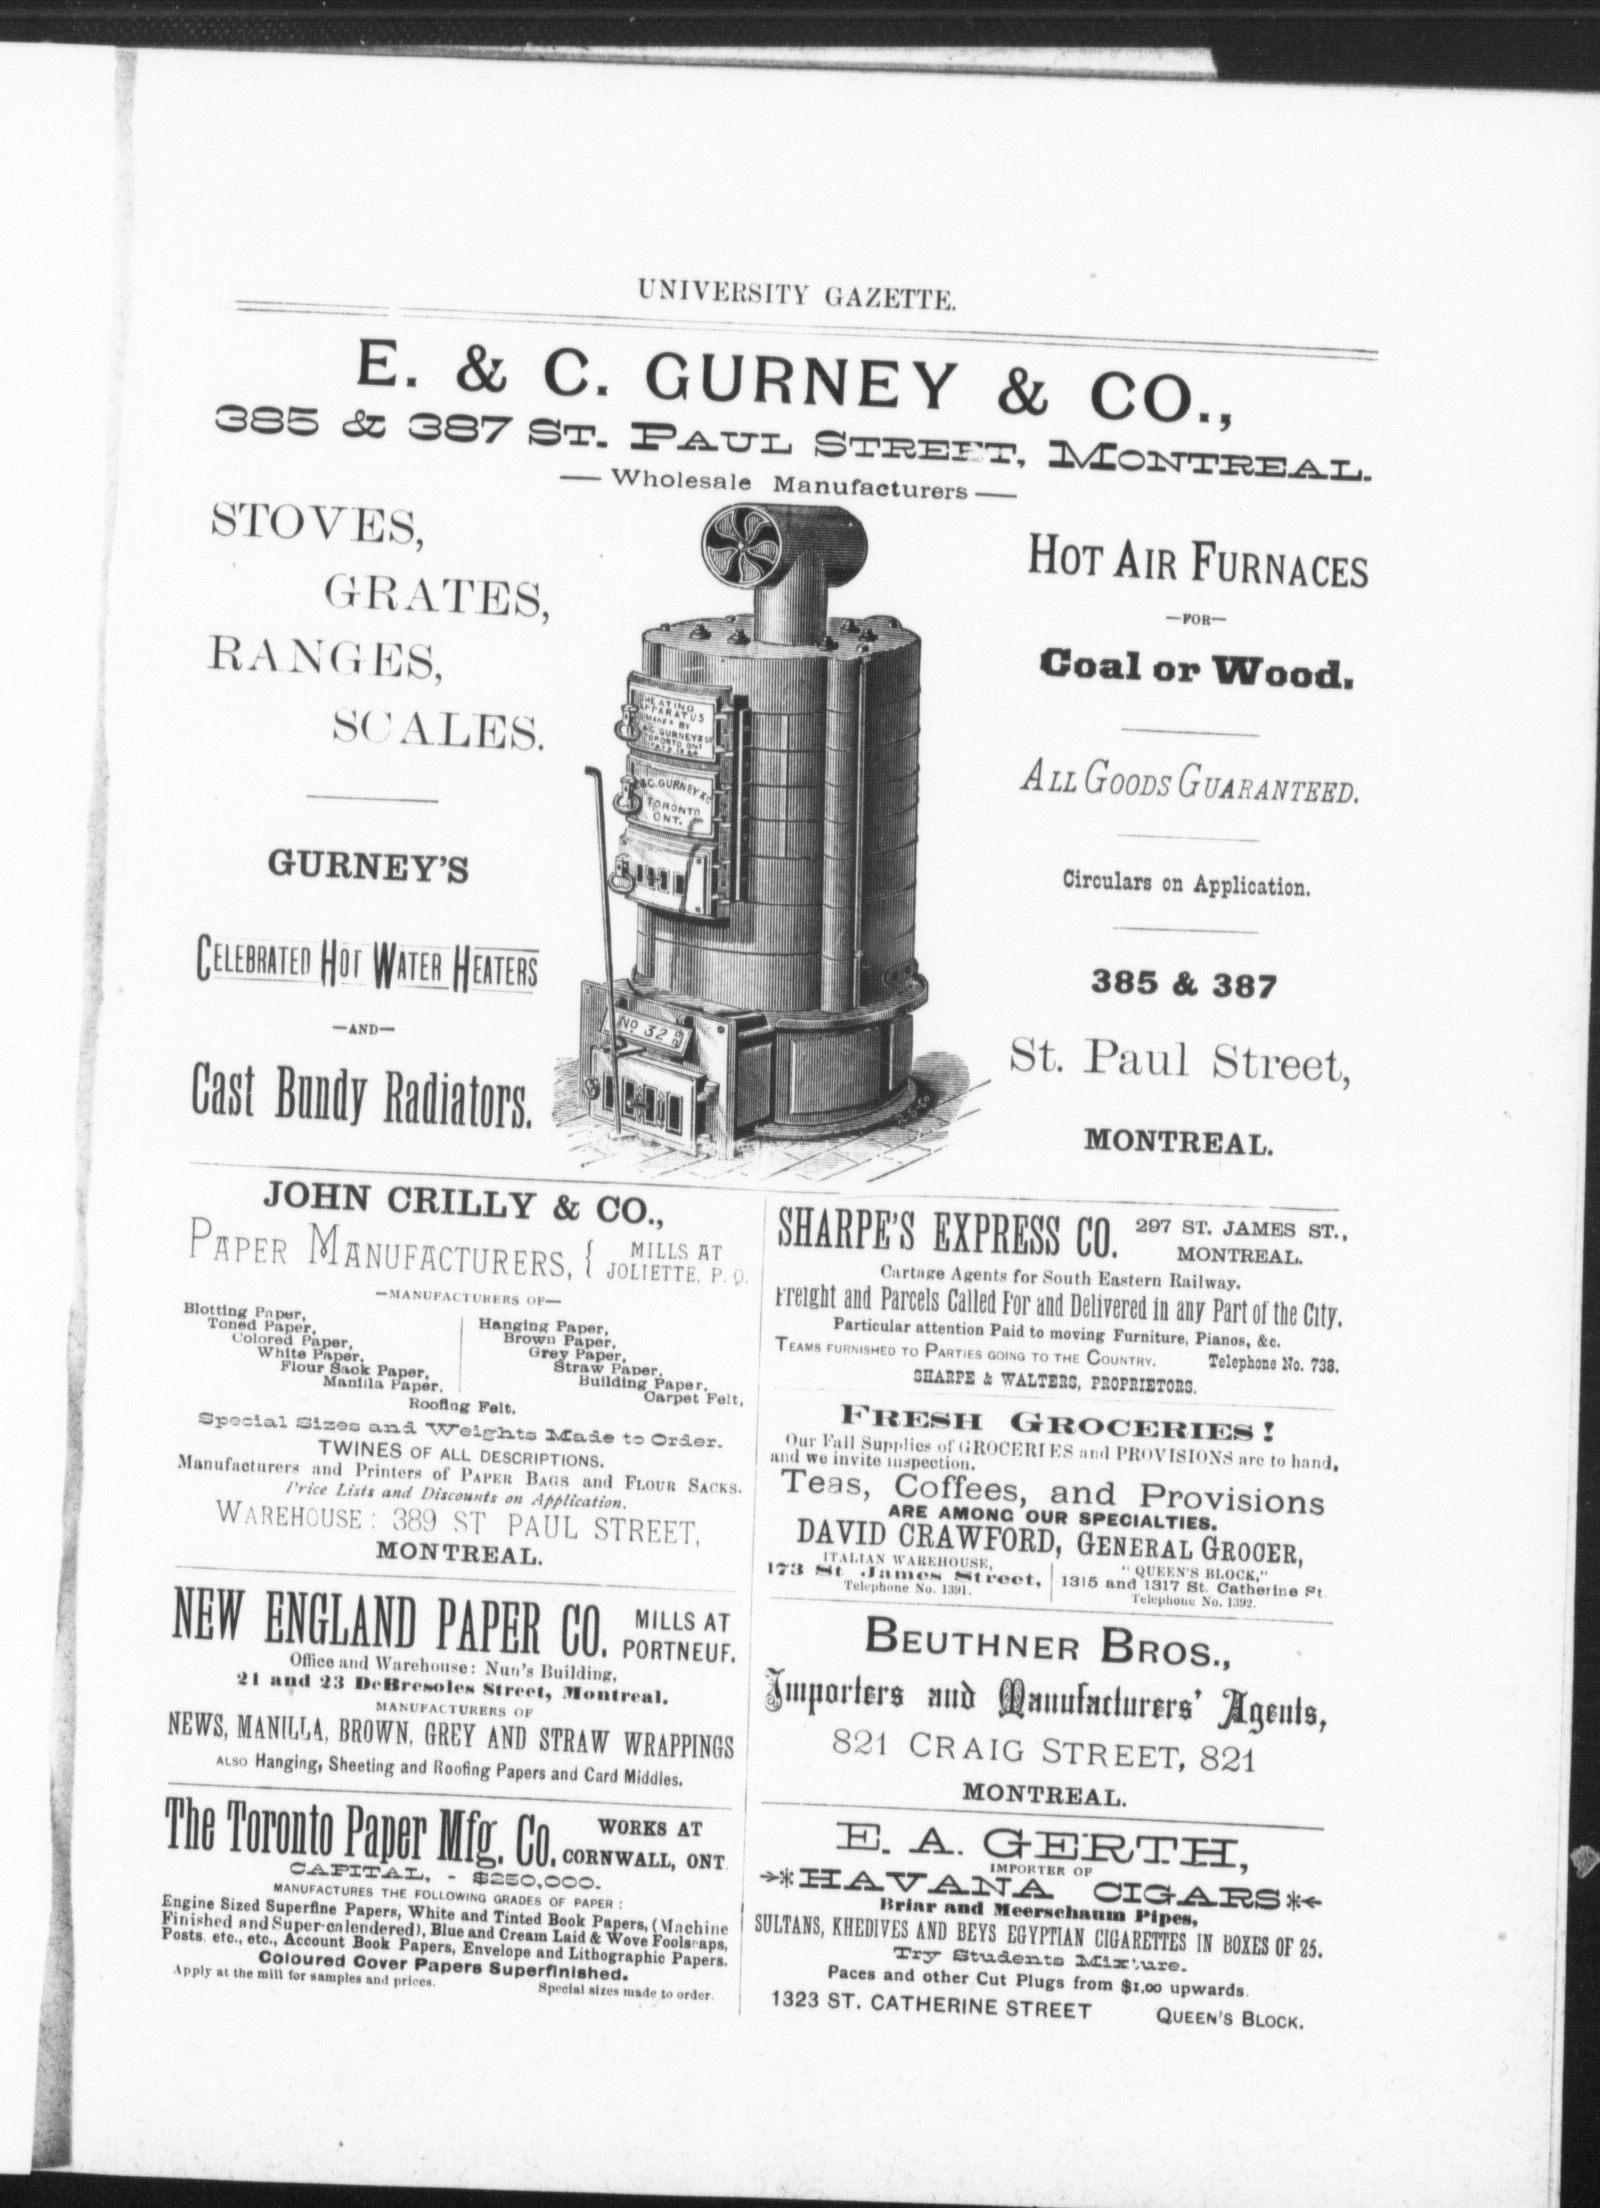 UNIVERSITY GAZETTE.
E. & C. GURNEY & CO.,
385 & 387 ST. PAUL STREET, MONTREAL.
— Wholesale Manufacturers —
STOVES,
GRATES,
RANGES,
SCALES.
GURNEY'S
CELEBRATED HOT WATER HEATERS
—AND—
Cast Bundy Radiators.
HEATING
APPARATUS
MANF'D BY
E&C. GURNEY & CO
TORONTO ONT
E&C. GURNEY & CO
TORONTO
ONT.
No. 32
HOT AIR FURNACES
—FOR—
Coal or Wood.
ALL GOODS GUARANTEED.
Circulars on Application.
385 & 387
St. Paul Street,
MONTREAL.
JOHN CRILLY & CO.,
PAPER MANUFACTURERS, { MILLS AT
JOLIETTE, P. Q.
—MANUFACTURERS OF—
Blotting Paper,
Toned Paper,
Colored Paper,
White Paper,
Flour Sack Paper,
Manilla Paper,
Hanging Paper,
Brown Paper,
Grey Paper,
Straw Paper,
Building Paper,
Carpet Felt,
Roofing Felt.
Special Sizes and Weights Made to Order.
TWINES OF ALL DESCRIPTIONS.
Manufacturers and Printers of PAPER BAGS and FLOUR SACKS.
Price Lists and Discounts on Application.
WAREHOUSE: 389 ST PAUL STREET,
MONTREAL.
NEW ENGLAND PAPER CO. MILLS AT
PORTNEUF.
Office and Warehouse: Nun's Building,
21 and 23 DeBresoles Street, Montreal.
MANUFACTURERS OF
NEWS, MANILLA, BROWN, GREY AND STRAW WRAPPINGS
ALSO Hanging, Sheeting and Roofing Papers and Card Middles.
The Toronto Paper Mfg. Co. WORKS AT
CORNWALL, ONT.
CAPITAL, - $250,000.
MANUFACTURES THE FOLLOWING GRADES OF PAPER:
Engine Sized Superfine Papers, White and Tinted Book Papers, (Machine
Finished and Super-calendered), Blue and Cream Laid & Wove Foolscaps,
Posts, etc., etc., Account Book Papers, Envelope and Lithographic Papers.
Coloured Cover Papers Superfinished.
Apply at the mill for samples and prices.
Special sizes made to order.
SHARPE'S EXPRESS CO. 297 ST. JAMES ST.,
MONTREAL.
Cartage Agents for South Eastern Railway.
Freight and Parcels Called For and Delivered in any Part of the City.
Particular attention Paid to moving Furniture, Pianos, &c.
TEAMS FURNISHED TO PARTIES GOING TO THE COUNTRY. Telephone No. 738.
SHARPE & WALTERS, PROPRIETORS.
FRESH GROCERIES!
Our Fall Supplies of GROCERIES and PROVISIONS are to hand,
and we invite inspection.
Teas, Coffees, and Provisions
ARE AMONG OUR SPECIALTIES.
DAVID CRAWFORD, GENERAL GROCER,
ITALIAN WAREHOUSE,
173 St. James Street,
Telephone No. 1391.
"QUEEN'S BLOCK,"
1315 and 1317 St. Catherine St.
Telephone No. 1392.
BEUTHNER BROS.,
Importers and Manufacturers' Agents,
821 CRAIG STREET, 821
MONTREAL.
E. A. GERTH,
IMPORTER OF
HAVANA CIGARS
Briar and Meerschaum Pipes,
SULTANS, KHEDIVES AND BEYS EGYPTIAN CIGARETTES IN BOXES OF 25.
Try Students Mixture.
Paces and other Cut Plugs from $1.00 upwards.
1323 ST. CATHERINE STREET QUEEN'S BLOCK.